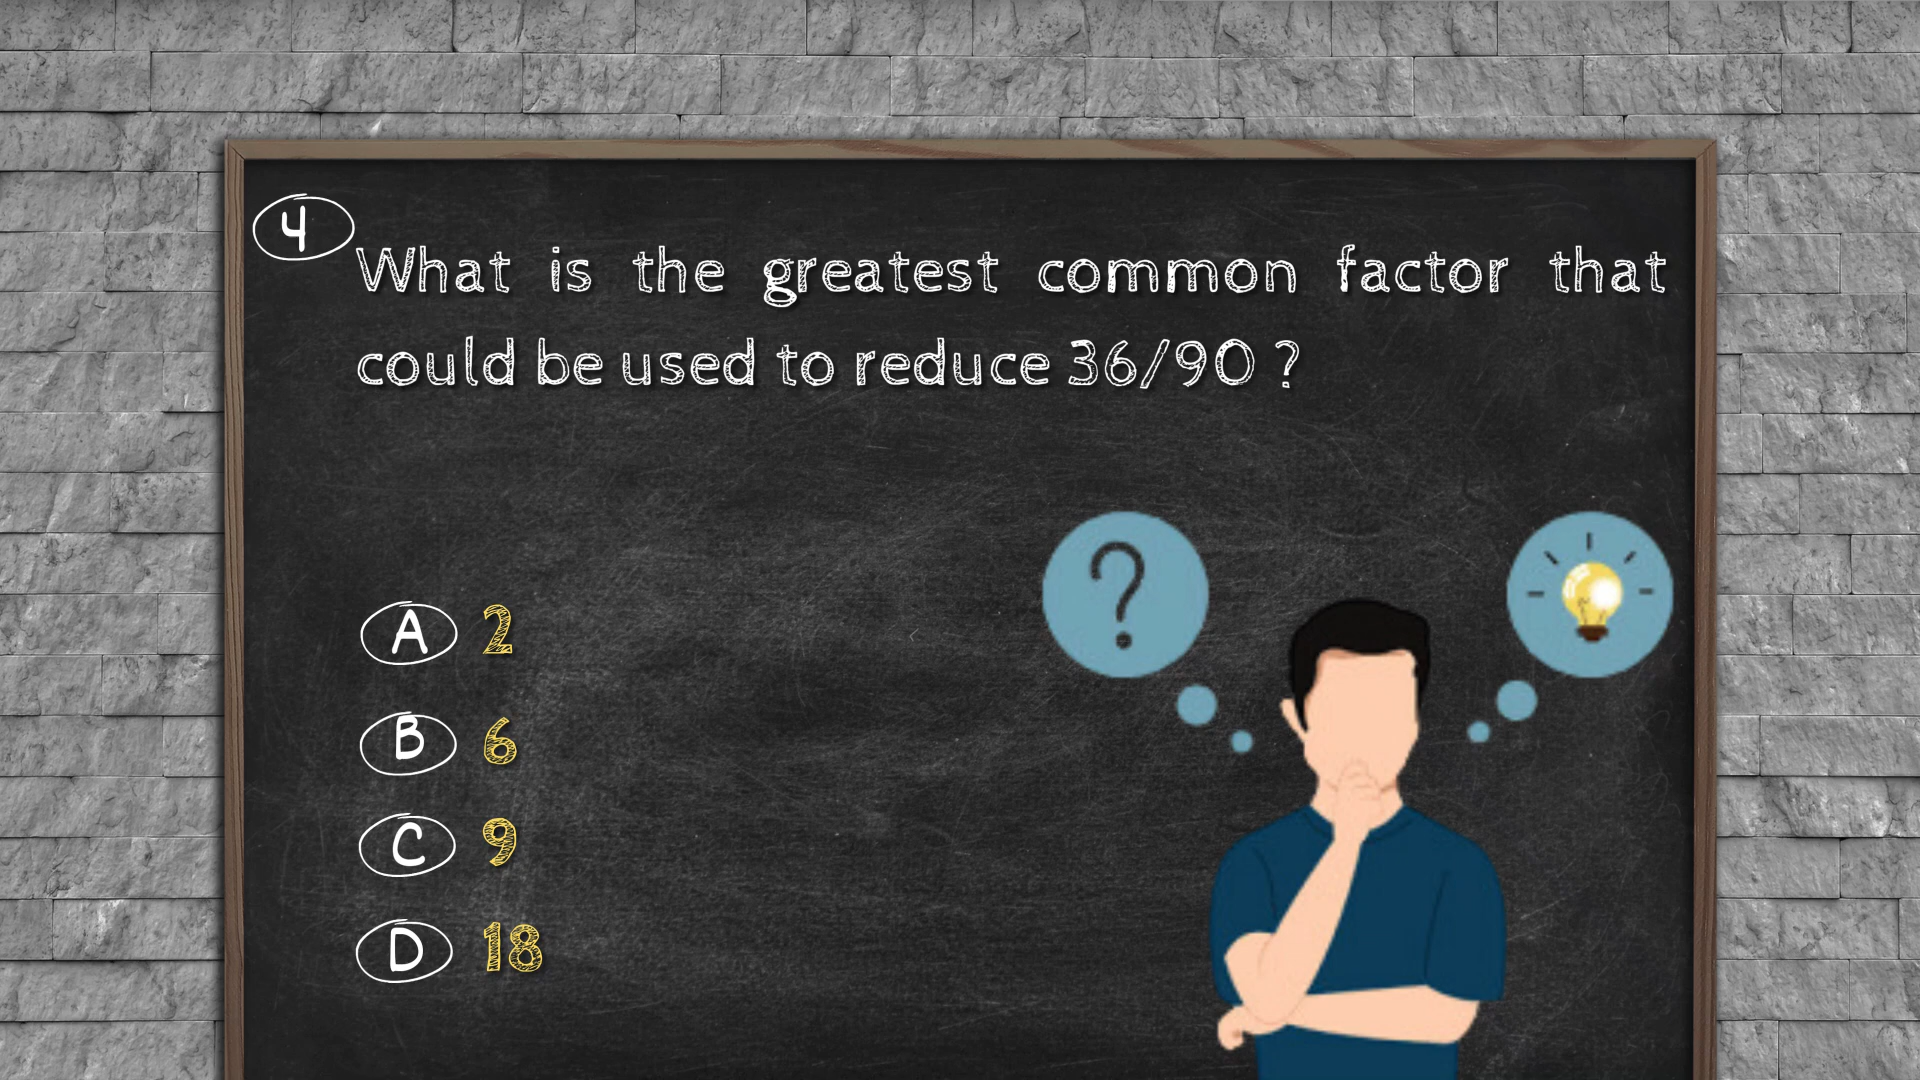 4
What is the greatest common factor that
could be used to reduce 36/90 ?
?
A 2
B 6
C 9
D 18